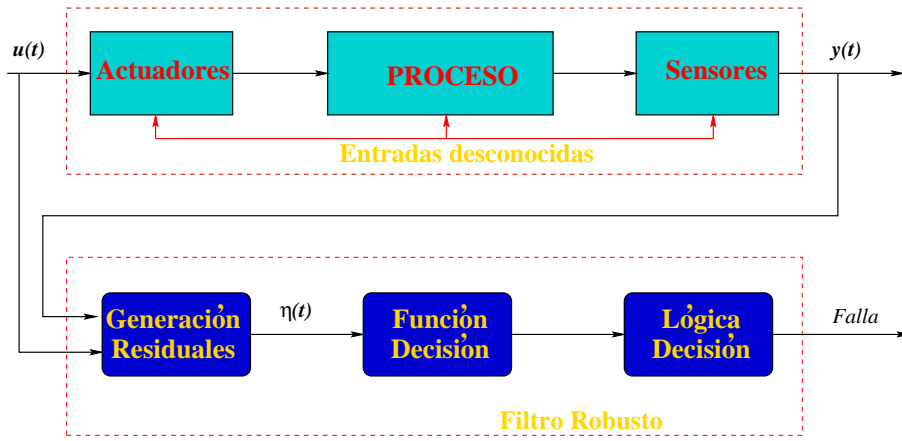 u(t)
Actuadores
PROCESO
Sensores
y(t)
Entradas desconocidas
Generación
Residuales
η(t)
Función
Decisión
Lógica
Decisión
Falla
Filtro Robusto